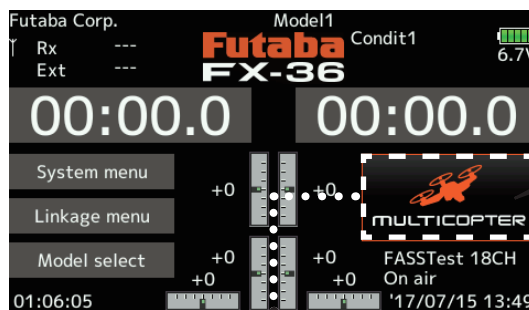 Futaba Corp.
Model1
Rx ---
Ext ---
Futaba
FX-36
Condit1
6.7V
00:00.0
00:00.0
System menu
Linkage menu
Model select
+0
+0
MULTICOPTER
+0
+0
+0
+0
FASSTest 18CH
On air
01:06:05
'17/07/15 13:49